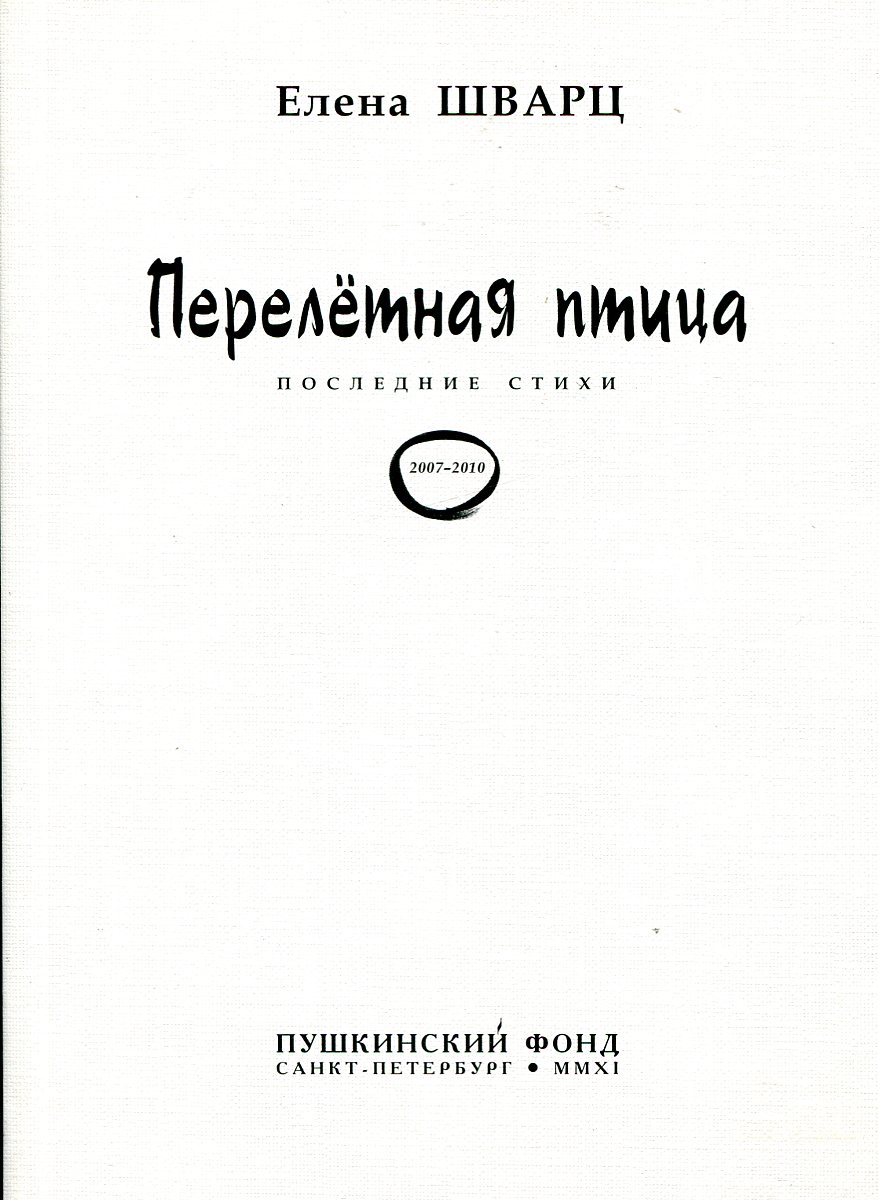 Елена ШВАРЦ
Перелётная птица
ПОСЛЕДНИЕ СТИХИ
2007–2010
ПУШКИНСКИЙ ФОНД
САНКТ-ПЕТЕРБУРГ • MMXI